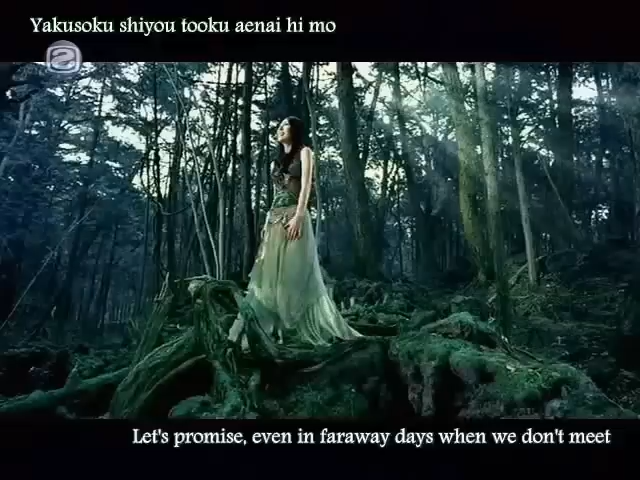 Yakusoku shiyou tooku aenai hi mo
Let's promise, even in faraway days when we don't meet